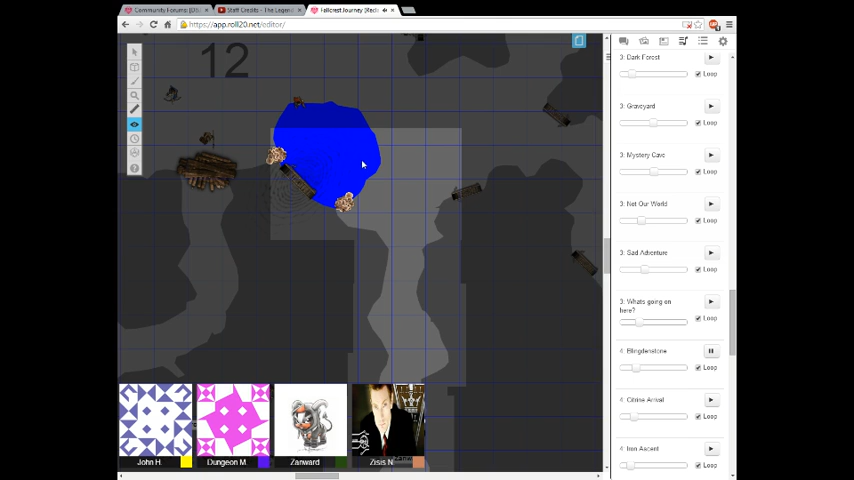 Community Forums: [Di
Staff Credits - The Legend
Fallcrest Journey (Redu
https://app.roll20.net/editor/
12
3: Dark Forest
Loop
3: Graveyard
Loop
3: Mystery Cave
Loop
3: Not Our World
Loop
3: Sad Adventure
Loop
3: Whats going on
here?
Loop
4: Blingdenstone
Loop
4: Citrine Arrival
Loop
4: Iron Ascent
Loop
John H.
Dungeon M.
Zanward
Zisis N.